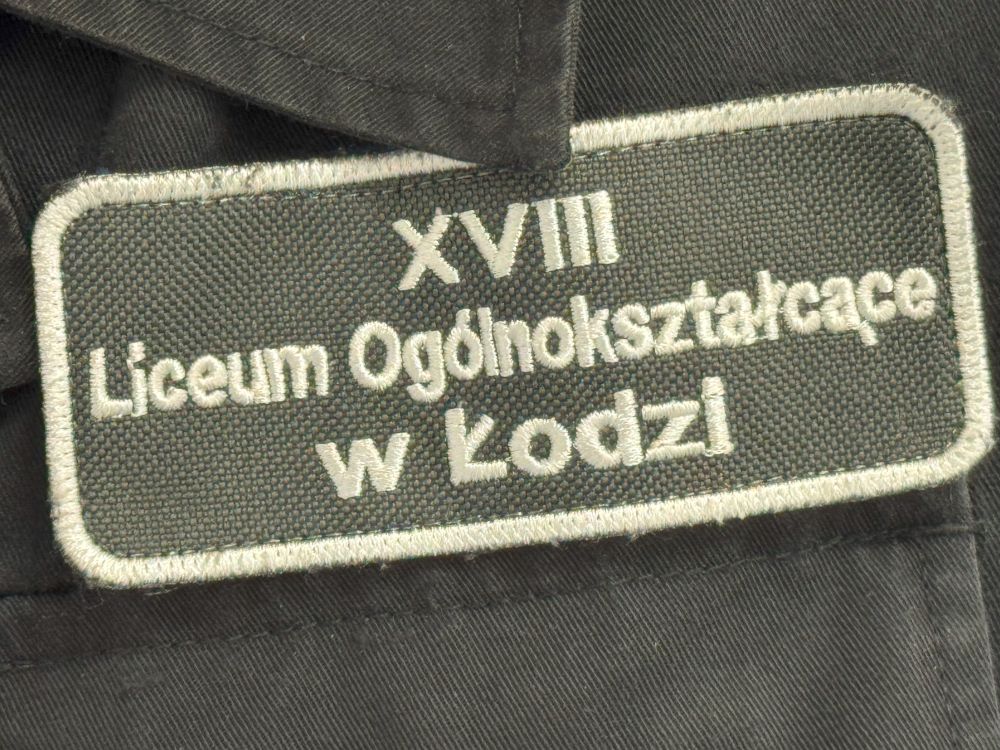 XVIII
Liceum Ogólnokształcące
w Łodzi